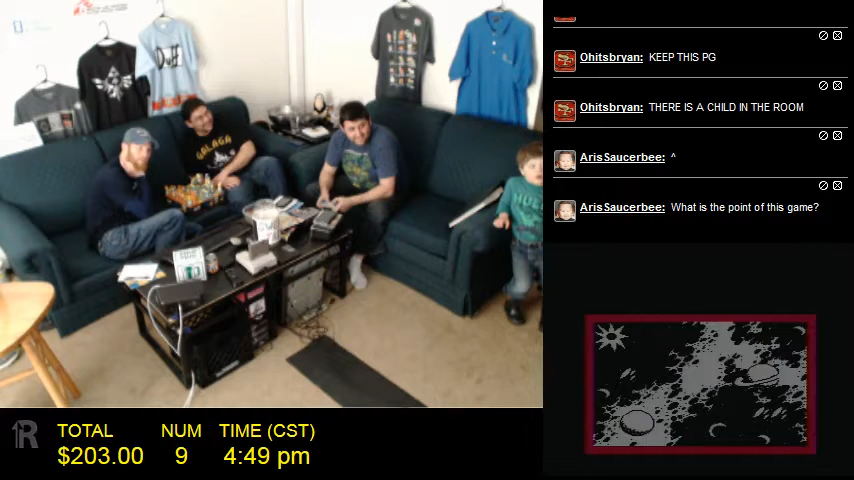 DUFF
GALAGA
Ohitsbryan: KEEP THIS PG
Ohitsbryan: THERE IS A CHILD IN THE ROOM
ArisSaucerbee: ^
ArisSaucerbee: What is the point of this game?
TOTAL NUM TIME (CST)
$203.00 9 4:49 pm